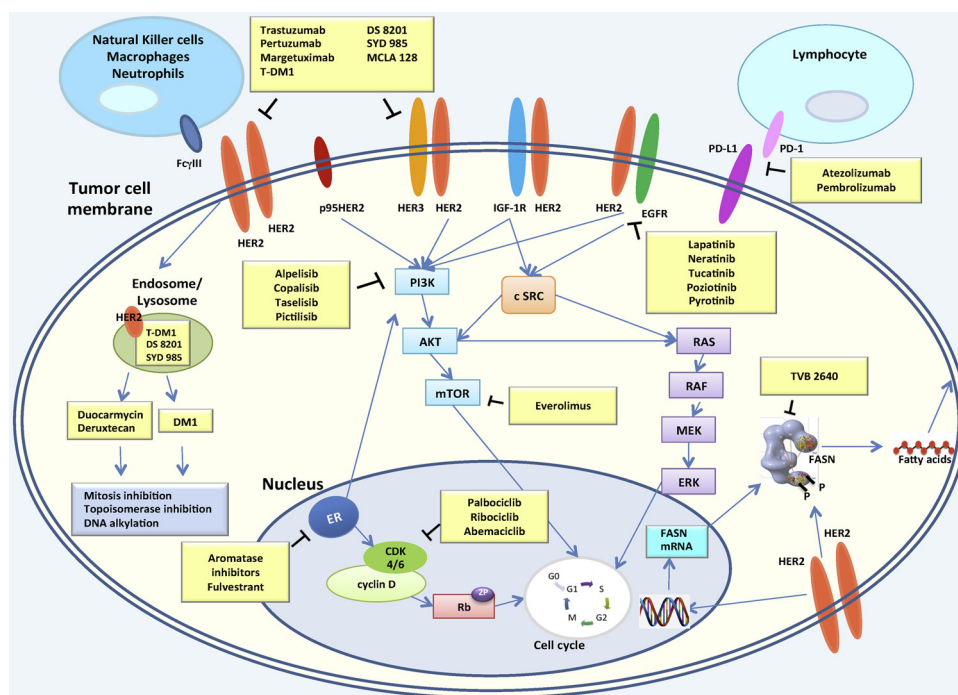 Natural Killer cells
Macrophages
Neutrophils
Trastuzumab
Pertuzumab
Margetuximab
T-DM1
DS 8201
SYD 985
MCLA 128
Lymphocyte
FcγIII
PD-L1
PD-1
Atezolizumab
Pembrolizumab
Tumor cell
membrane
HER2
HER2
p95HER2
HER3
HER2
IGF-1R
HER2
HER2
EGFR
Lapatinib
Neratinib
Tucatinib
Poziotinib
Pyrotinib
Alpelisib
Copalisib
Taselisib
Pictilisib
PI3K
c SRC
Endosome/
Lysosome
HER2
T-DM1
DS 8201
SYD 985
AKT
RAS
mTOR
RAF
Everolimus
TVB 2640
Duocarmycin
Deruxtecan
DM1
MEK
FASN
Fatty acids
P
P
ERK
Mitosis inhibition
Topoisomerase inhibition
DNA alkylation
Nucleus
ER
Palbociclib
Ribociclib
Abemaciclib
Aromatase
inhibitors
Fulvestrant
CDK
4/6
cyclin D
Rb
2P
G0
G1
S
M
G2
Cell cycle
FASN
mRNA
HER2
HER2